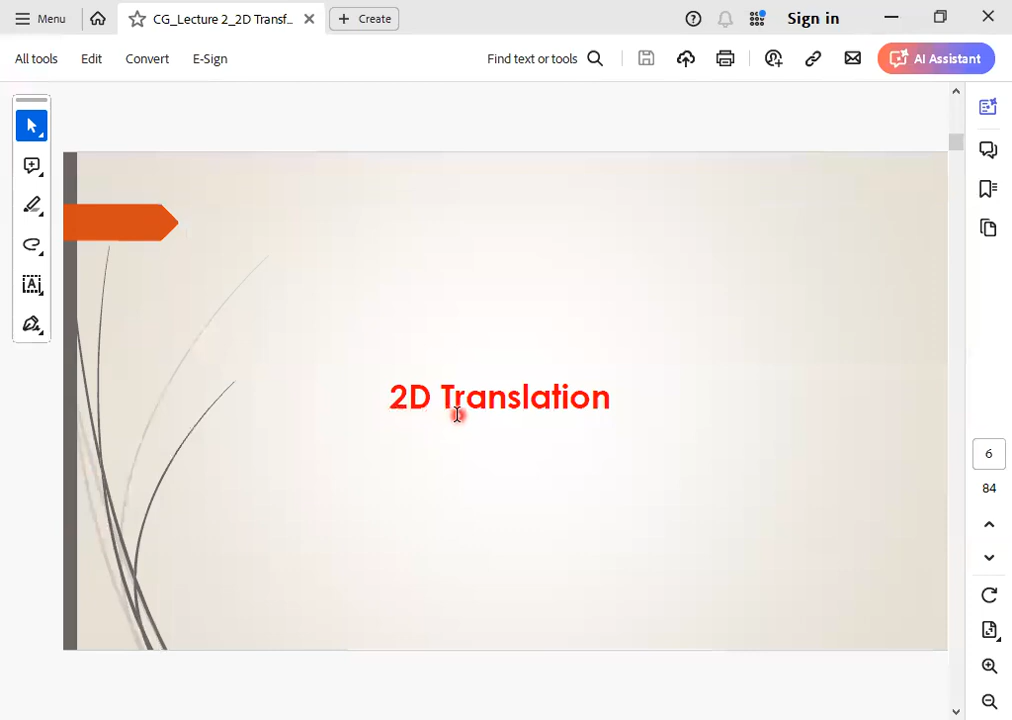 Menu
CG_Lecture 2_2D Transf...
Create
Sign in
All tools
Edit
Convert
E-Sign
Find text or tools
AI Assistant
2D Translation
6
84